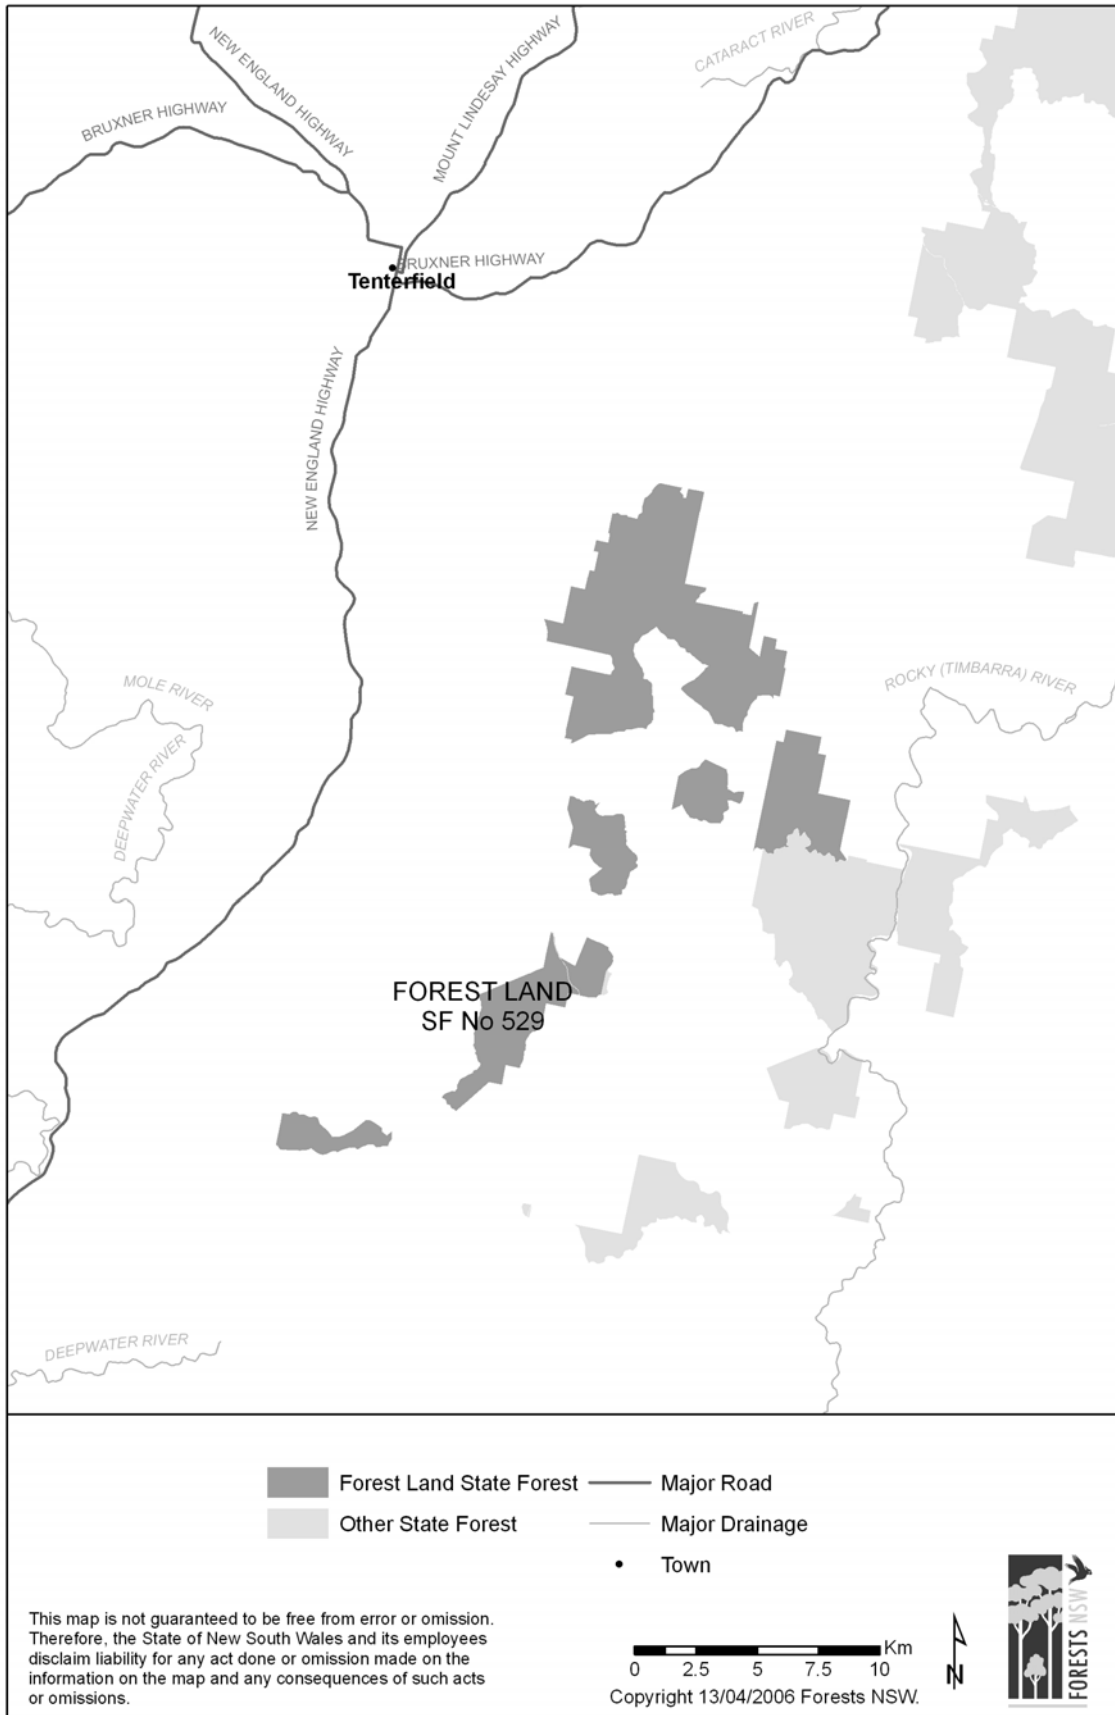 NEW ENGLAND HIGHWAY
MOUNT LINDESAY HIGHWAY
CATARACT RIVER
BRUXNER HIGHWAY
BRUXNER HIGHWAY
Tenterfield
NEW ENGLAND HIGHWAY
MOLE RIVER
ROCKY (TIMBARRA) RIVER
DEEPWATER RIVER
FOREST LAND
SF No 529
DEEPWATER RIVER
Forest Land State Forest
Major Road
Other State Forest
Major Drainage
Town
This map is not guaranteed to be free from error or omission.
Therefore, the State of New South Wales and its employees
disclaim liability for any act done or omission made on the
information on the map and any consequences of such acts
or omissions.
Km
0 2.5 5 7.5 10
Copyright 13/04/2006 Forests NSW.
N
FORESTS NSW